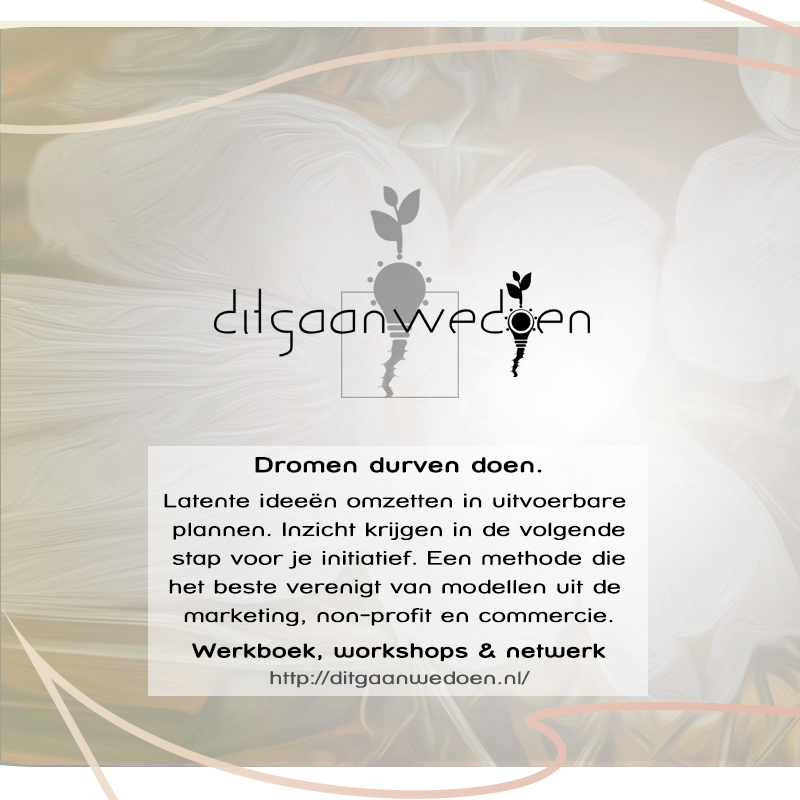 ditgaanwedoen
Dromen durven doen.
Latente ideeën omzetten in uitvoerbare
plannen. Inzicht krijgen in de volgende
stap voor je initiatief. Een methode die
het beste verenigt van modellen uit de
marketing, non-profit en commercie.
Werkboek, workshops & netwerk
http://ditgaanwedoen.nl/